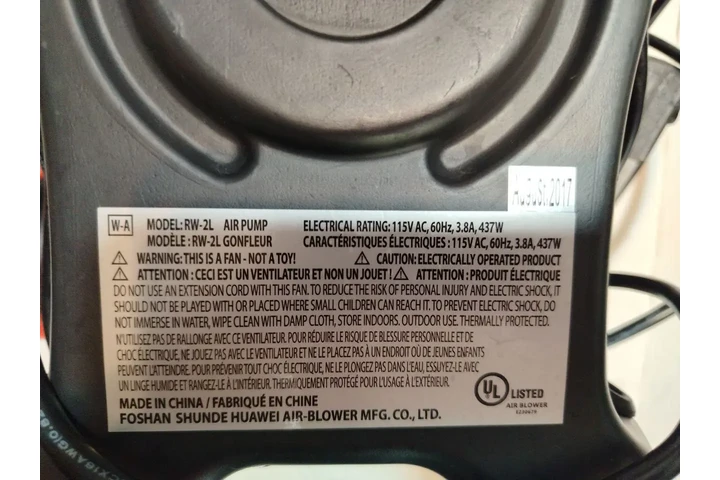 August.2017
W-A MODEL: RW-2L AIR PUMP ELECTRICAL RATING: 115V AC, 60Hz, 3.8A, 437W
MODÈLE: RW-2L GONFLEUR CARACTÉRISTIQUES ÉLECTRIQUES : 115V AC, 60Hz, 3.8A, 437W
WARNING: THIS IS A FAN - NOT A TOY! CAUTION: ELECTRICALLY OPERATED PRODUCT
ATTENTION : CECI EST UN VENTILATEUR ET NON UN JOUET ! ATTENTION : PRODUIT ÉLECTRIQUE
DO NOT USE AN EXTENSION CORD WITH THIS FAN. TO REDUCE THE RISK OF PERSONAL INJURY AND ELECTRIC SHOCK, IT
SHOULD NOT BE PLAYED WITH OR PLACED WHERE SMALL CHILDREN CAN REACH IT. TO PREVENT ELECTRIC SHOCK, DO
NOT IMMERSE IN WATER, WIPE CLEAN WITH DAMP CLOTH, STORE INDOORS. OUTDOOR USE. THERMALLY PROTECTED.
N'UTILISEZ PAS DE RALLONGE AVEC CE VENTILATEUR. POUR RÉDUIRE LE RISQUE DE BLESSURE PERSONNELLE ET DE
CHOC ÉLECTRIQUE, NE JOUEZ PAS AVEC LE VENTILATEUR ET NE LE PLACEZ PAS À UN ENDROIT OÙ DE JEUNES ENFANTS
PEUVENT L'ATTEINDRE. POUR PRÉVENIR TOUT CHOC ÉLECTRIQUE, NE LE PLONGEZ PAS DANS L'EAU, ESSUYEZ-LE AVEC
UN LINGE HUMIDE ET RANGEZ-LE À L'INTÉRIEUR. THERMIQUEMENT PROTÉGÉ POUR L'USAGE À L'EXTÉRIEUR.
MADE IN CHINA / FABRIQUÉ EN CHINE
FOSHAN SHUNDE HUAWEI AIR-BLOWER MFG. CO., LTD.
UL LISTED
AIR BLOWER